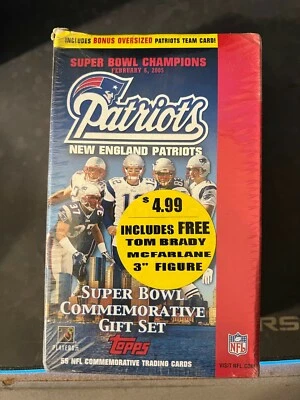 INCLUDES BONUS OVERSIZED PATRIOTS TEAM CARD
SUPER BOWL CHAMPIONS
FEBRUARY 6, 2005
Patriots
NEW ENGLAND PATRIOTS
$4.99
INCLUDES FREE
TOM BRADY
MCFARLANE
3" FIGURE
SUPER BOWL
COMMEMORATIVE
GIFT SET
Topps
PLAYERS
NFL
55 NFL COMMEMORATIVE TRADING CARDS